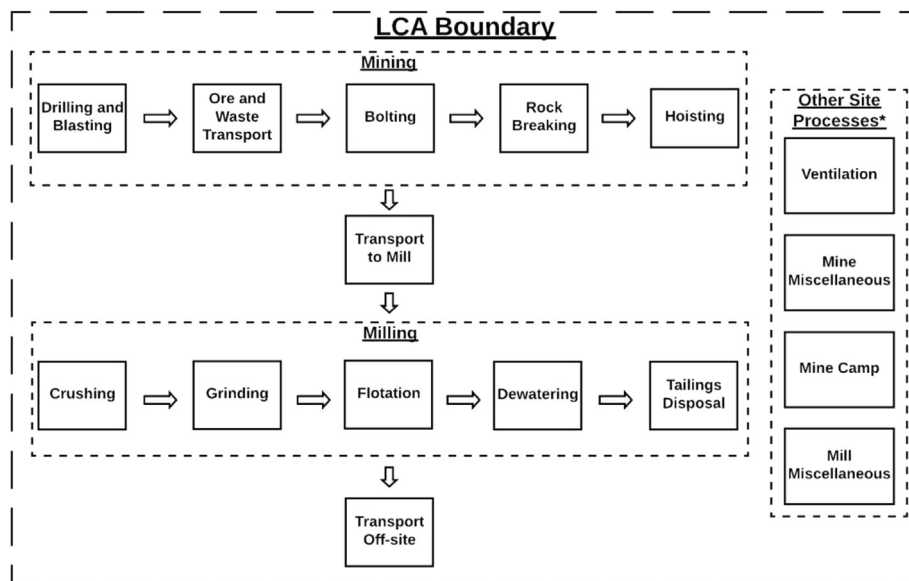 LCA Boundary
Mining
Drilling and
Blasting
Ore and
Waste
Transport
Bolting
Rock
Breaking
Hoisting
Transport
to Mill
Milling
Crushing
Grinding
Flotation
Dewatering
Tailings
Disposal
Transport
Off-site
Other Site
Processes*
Ventilation
Mine
Miscellaneous
Mine Camp
Mill
Miscellaneous